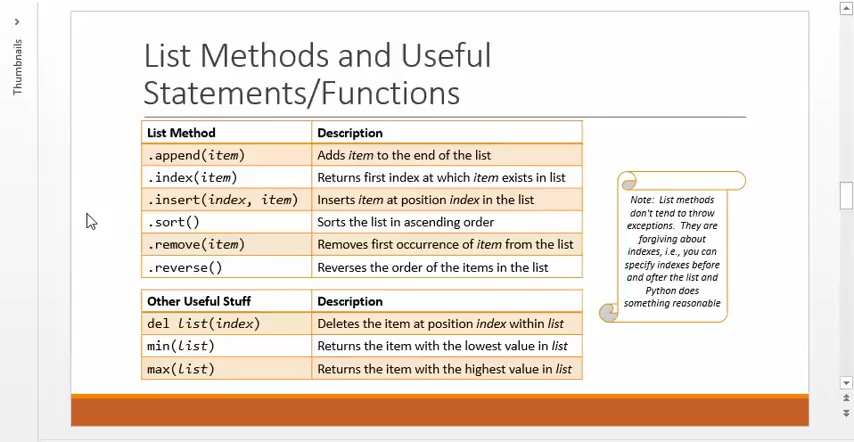 Thumbnails
List Methods and Useful
Statements/Functions
List Method Description
.append(item) Adds item to the end of the list
.index(item) Returns first index at which item exists in list
.insert(index, item) Inserts item at position index in the list
.sort() Sorts the list in ascending order
.remove(item) Removes first occurrence of item from the list
.reverse() Reverses the order of the items in the list
Other Useful Stuff Description
del list(index) Deletes the item at position index within list
min(list) Returns the item with the lowest value in list
max(list) Returns the item with the highest value in list
Note: List methods
don't tend to throw
exceptions. They are
forgiving about
indexes, i.e., you can
specify indexes before
and after the list and
Python does
something reasonable